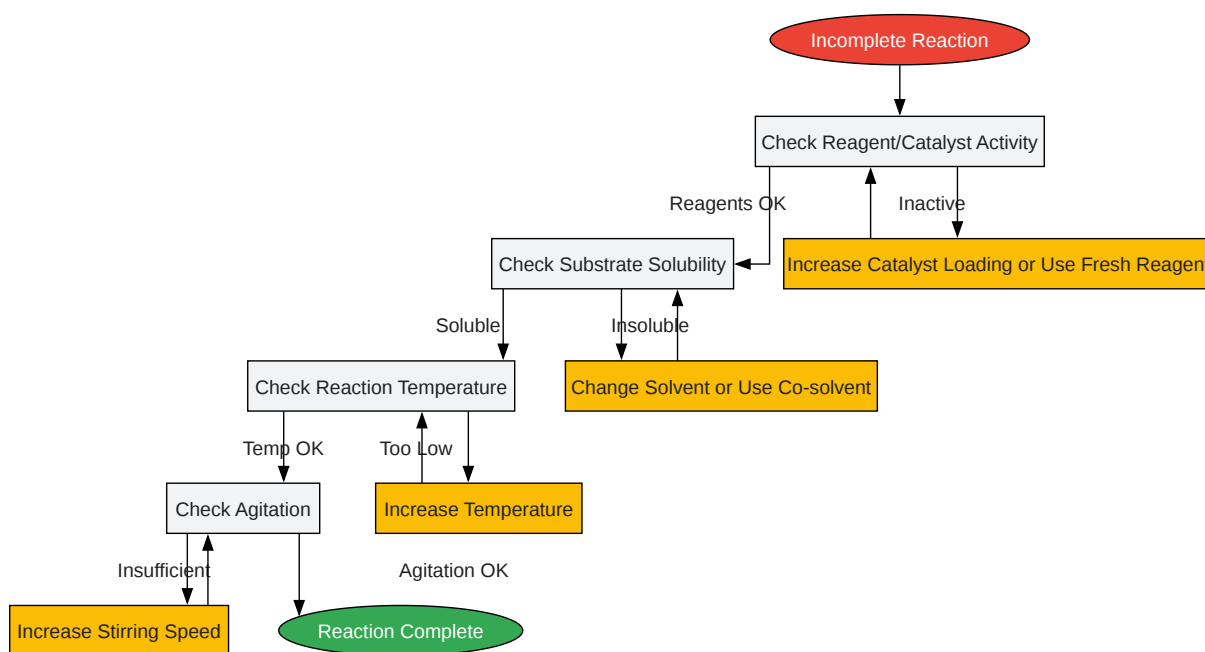 Incomplete Reaction
Check Reagent/Catalyst Activity
Reagents OK
Inactive
Check Substrate Solubility
Increase Catalyst Loading or Use Fresh Reagent
Soluble
Insoluble
Check Reaction Temperature
Change Solvent or Use Co-solvent
Temp OK
Too Low
Check Agitation
Increase Temperature
Insufficient
Agitation OK
Increase Stirring Speed
Reaction Complete